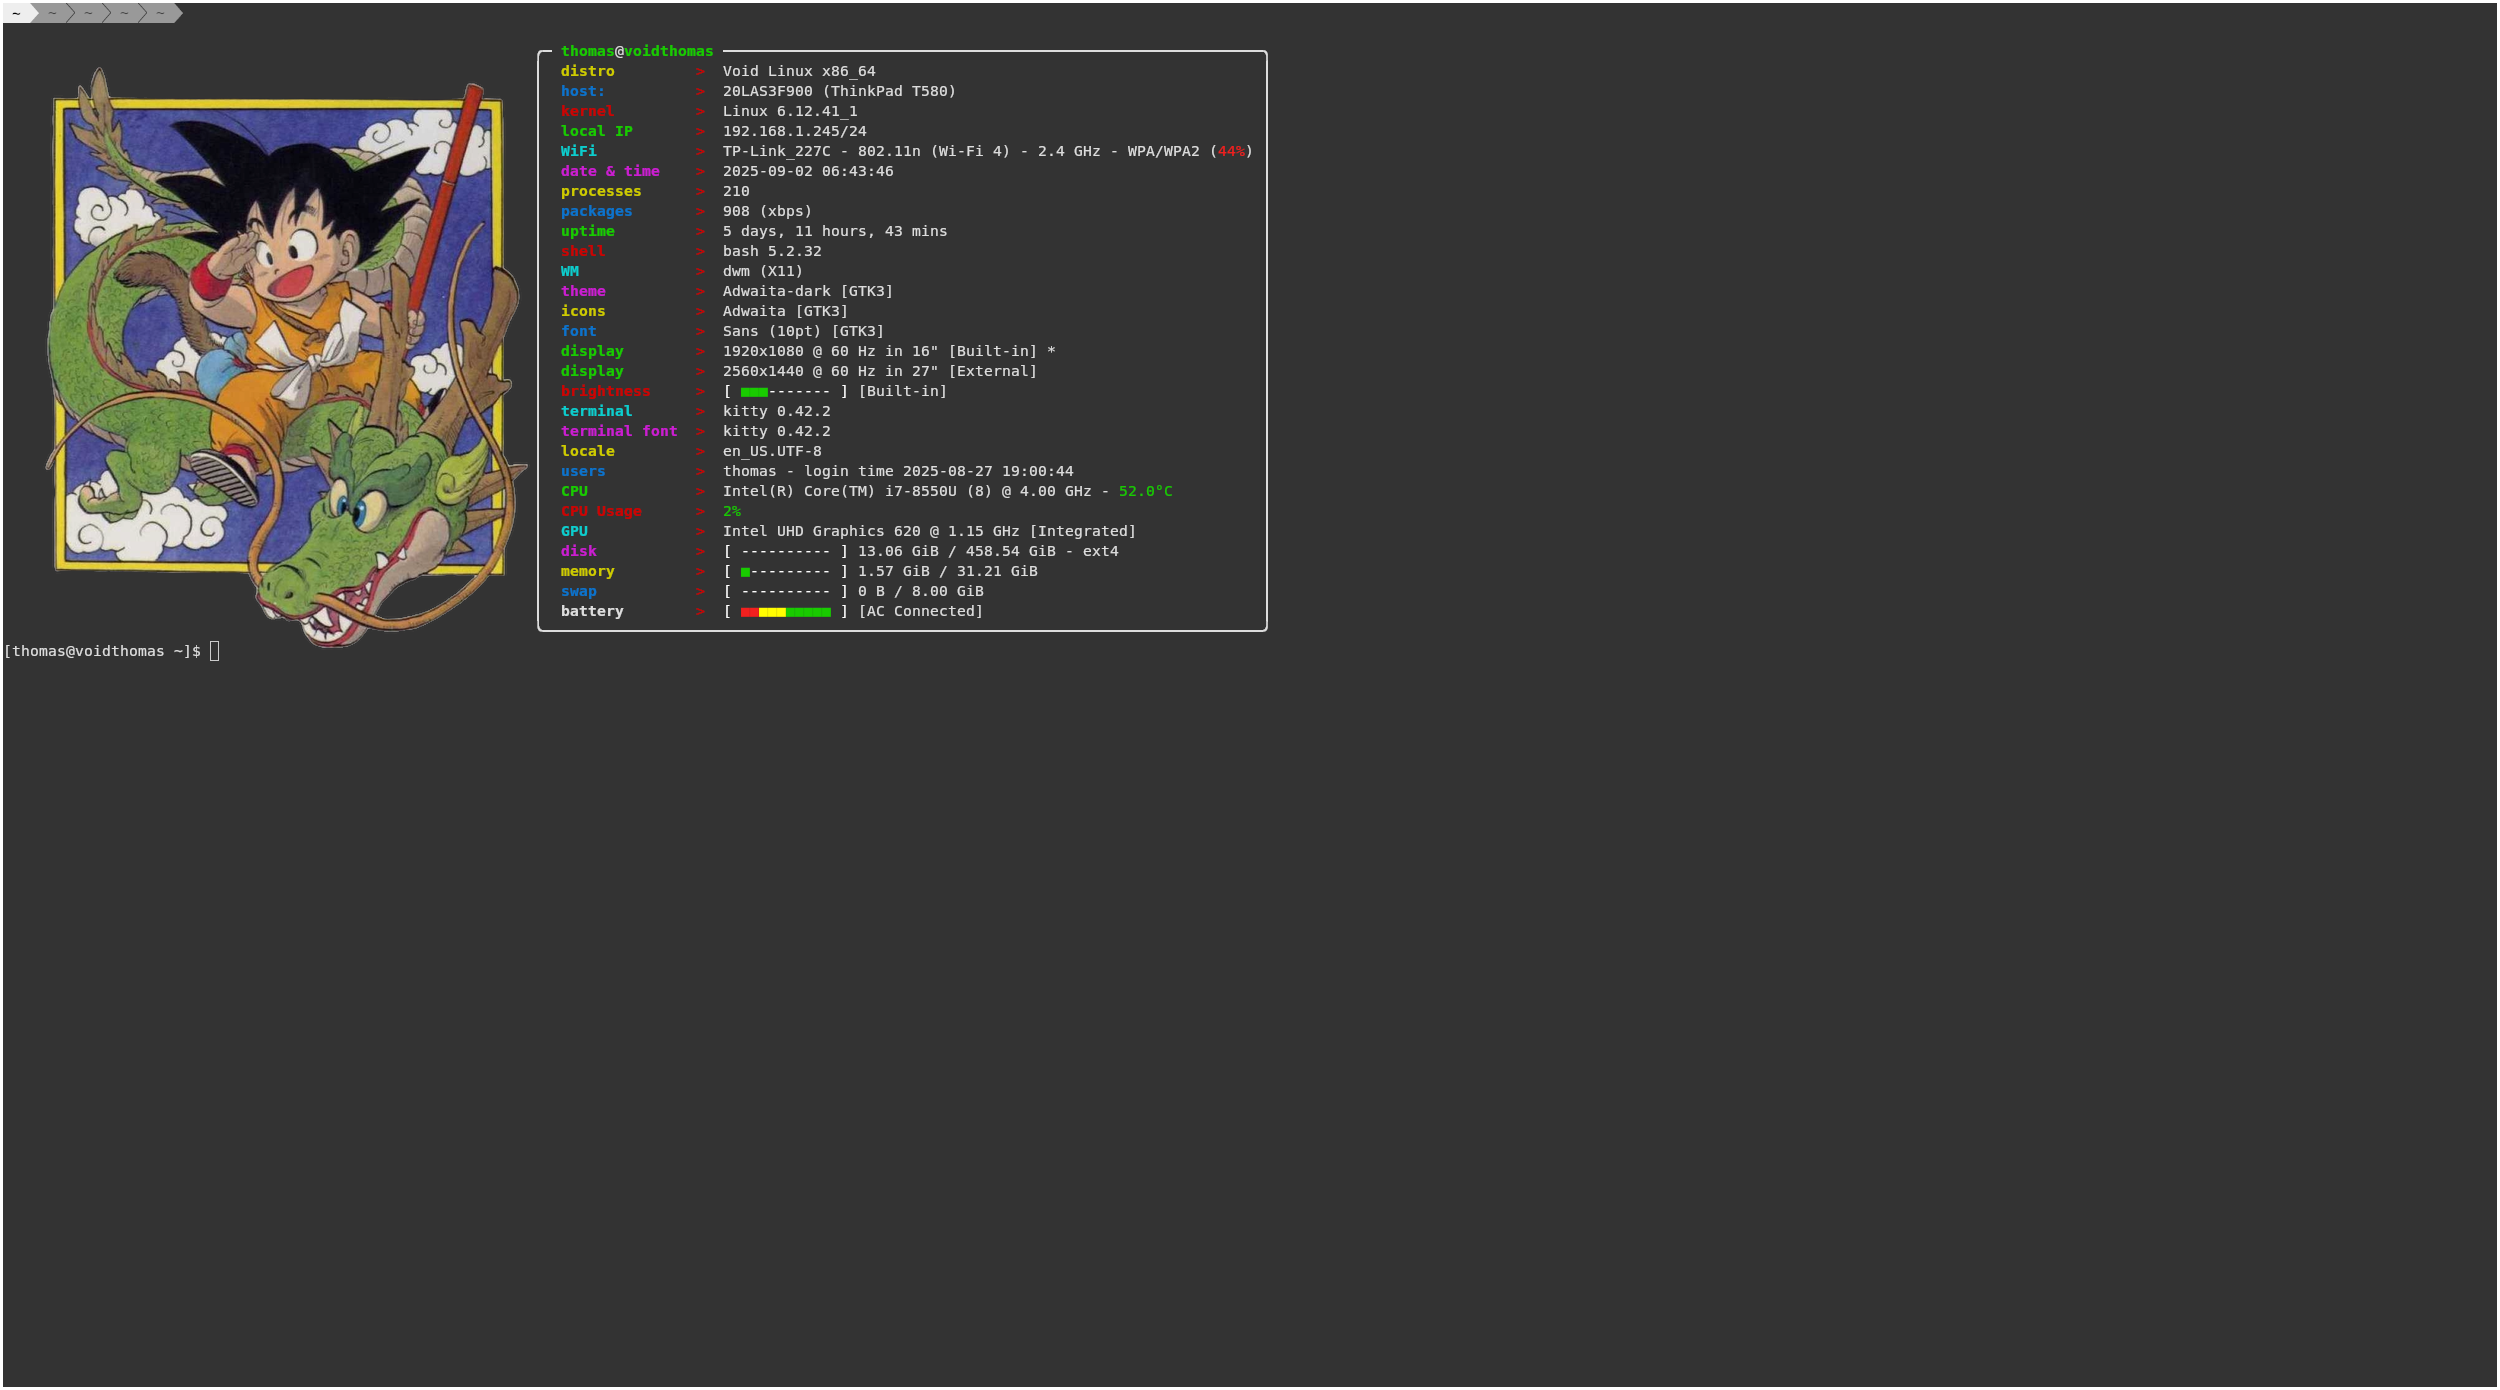 ~ ~ ~ ~ ~
thomas@voidthomas
distro > Void Linux x86_64
host: > 20LAS3F900 (ThinkPad T580)
kernel > Linux 6.12.41_1
local IP > 192.168.1.245/24
WiFi > TP-Link_227C - 802.11n (Wi-Fi 4) - 2.4 GHz - WPA/WPA2 (44%)
date & time > 2025-09-02 06:43:46
processes > 210
packages > 908 (xbps)
uptime > 5 days, 11 hours, 43 mins
shell > bash 5.2.32
WM > dwm (X11)
theme > Adwaita-dark [GTK3]
icons > Adwaita [GTK3]
font > Sans (10pt) [GTK3]
display > 1920x1080 @ 60 Hz in 16" [Built-in] *
display > 2560x1440 @ 60 Hz in 27" [External]
brightness > [ ■■■------- ] [Built-in]
terminal > kitty 0.42.2
terminal font > kitty 0.42.2
locale > en_US.UTF-8
users > thomas - login time 2025-08-27 19:00:44
CPU > Intel(R) Core(TM) i7-8550U (8) @ 4.00 GHz - 52.0°C
CPU Usage > 2%
GPU > Intel UHD Graphics 620 @ 1.15 GHz [Integrated]
disk > [ ---------- ] 13.06 GiB / 458.54 GiB - ext4
memory > [ ■--------- ] 1.57 GiB / 31.21 GiB
swap > [ ---------- ] 0 B / 8.00 GiB
battery > [ ■■■■■■■■■■ ] [AC Connected]
[thomas@voidthomas ~]$